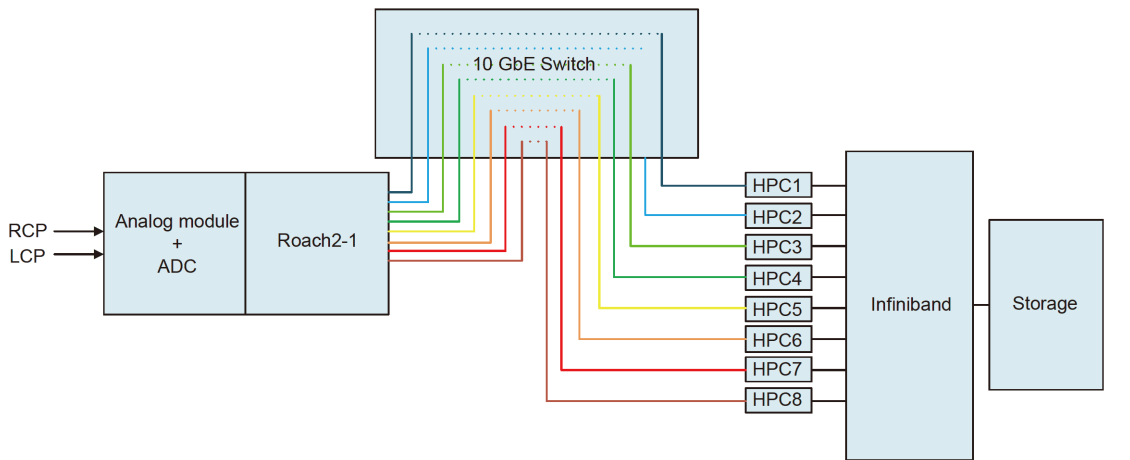 10 GbE Switch
RCP
LCP
Analog module
+
ADC
Roach2-1
HPC1
HPC2
HPC3
HPC4
HPC5
HPC6
HPC7
HPC8
Infiniband
Storage